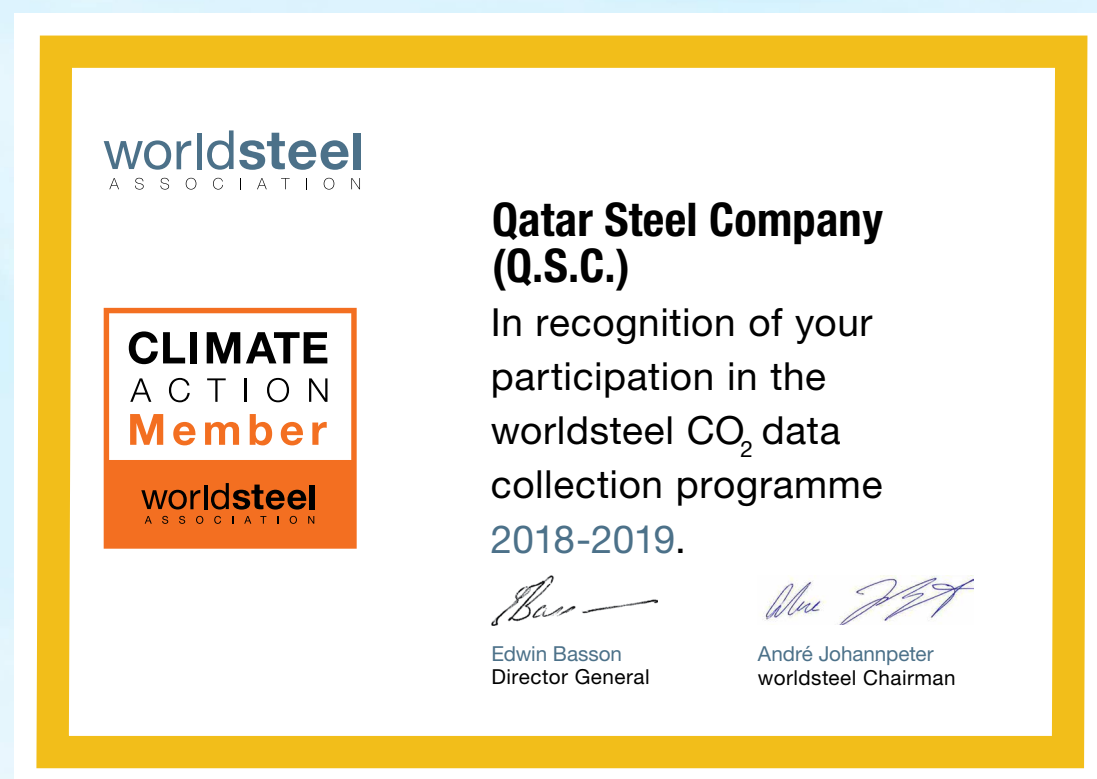 worldsteel
ASSOCIATION
Qatar Steel Company
(Q.S.C.)
In recognition of your
participation in the
worldsteel CO₂ data
collection programme
2018-2019.
CLIMATE
ACTION
Member
worldsteel
ASSOCIATION
Edwin Basson
Director General
André Johannpeter
worldsteel Chairman